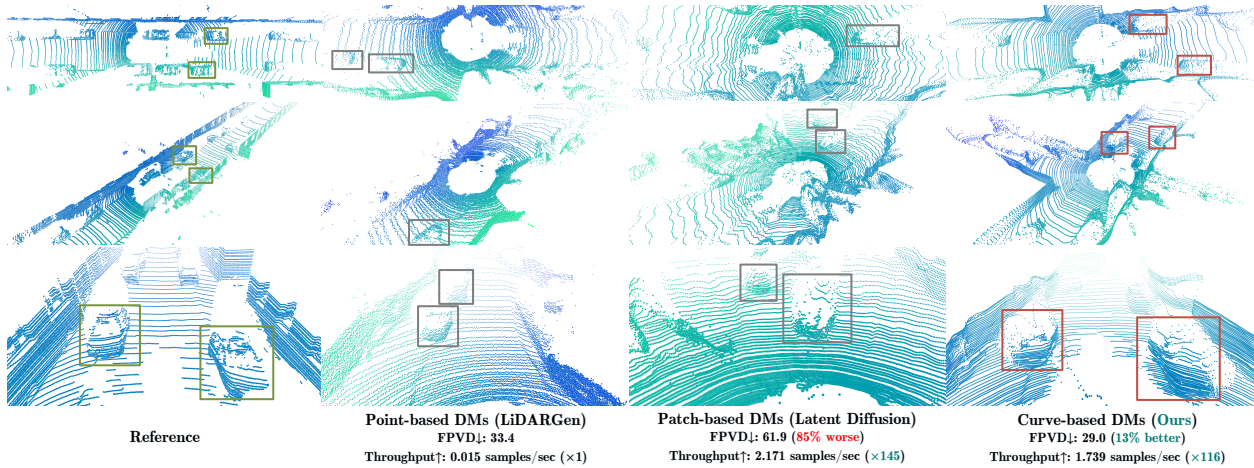 Reference
Point-based DMs (LiDARGen)
FPVD↓: 33.4
Throughput↑: 0.015 samples/sec (×1)
Patch-based DMs (Latent Diffusion)
FPVD↓: 61.9 (85% worse)
Throughput↑: 2.171 samples/sec (×145)
Curve-based DMs (Ours)
FPVD↓: 29.0 (13% better)
Throughput↑: 1.739 samples/sec (×116)